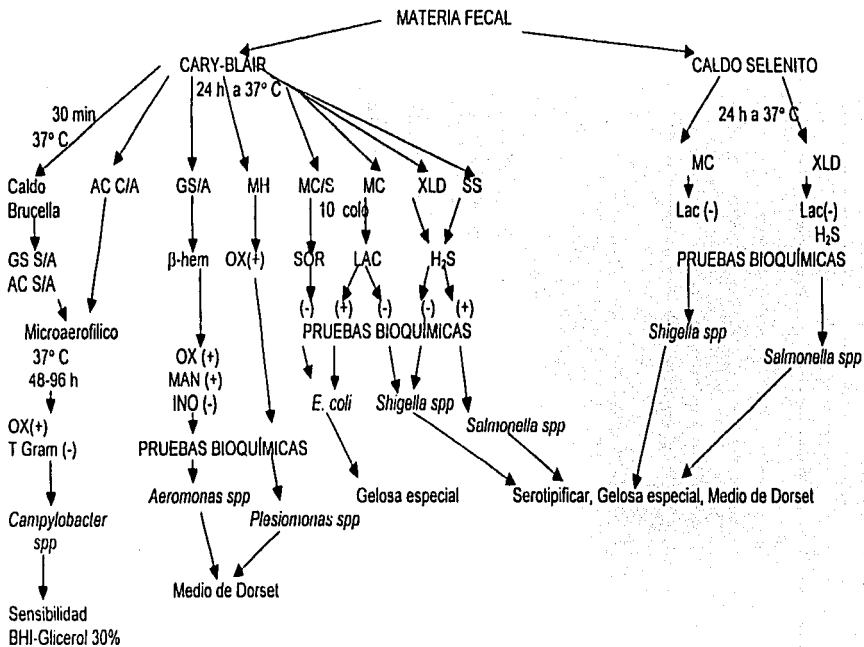 MATERIA FECAL
CARY-BLAIR
CALDO SELENITO
24 h a 37° C
24 h a 37° C
30 min
37° C
MC
XLD
Caldo
Brucella
AC C/A
GS/A
MH
MC/S
MC
XLD
SS
10 colo
Lac (-)
Lac(-)
H₂S
GS S/A
AC S/A
β-hem
OX(+)
SOR
LAC
H₂S
PRUEBAS BIOQUÍMICAS
(-)
(+)
(-)
(-)
(+)
Microaerofílico
37° C
48-96 h
PRUEBAS BIOQUÍMICAS
Shigella spp
Salmonella spp
OX (+)
MAN (+)
INO (-)
E. coli
Shigella spp
Salmonella spp
OX(+)
T Gram (-)
PRUEBAS BIOQUÍMICAS
Aeromonas spp
Plesiomonas spp
Gelosa especial
Serotipificar, Gelosa especial, Medio de Dorset
Campylobacter
spp
Medio de Dorset
Sensibilidad
BHI-Glicerol 30%